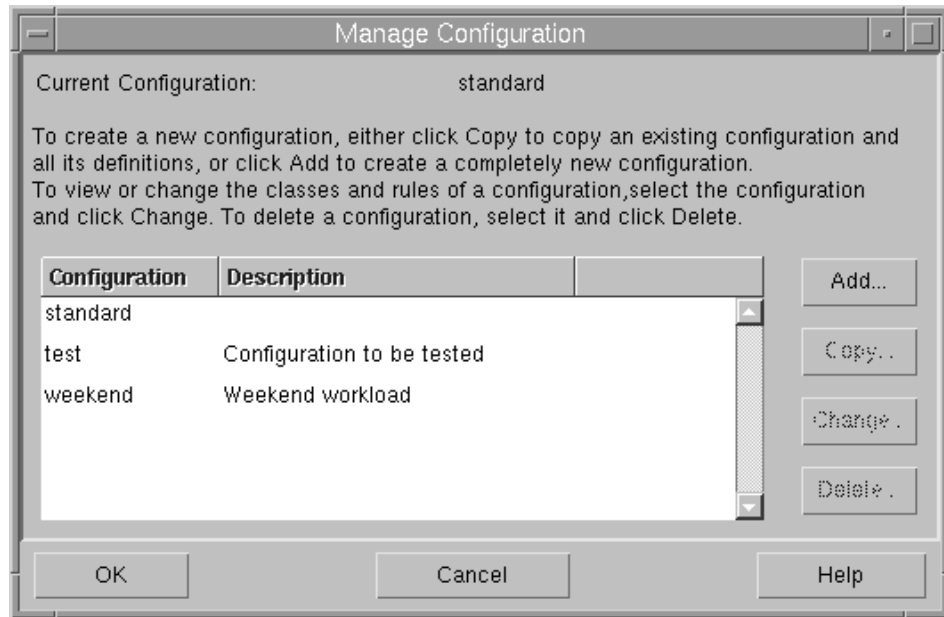 Manage Configuration
Current Configuration: standard
To create a new configuration, either click Copy to copy an existing configuration and
all its definitions, or click Add to create a completely new configuration.
To view or change the classes and rules of a configuration,select the configuration
and click Change. To delete a configuration, select it and click Delete.
Configuration Description
standard
test Configuration to be tested
weekend Weekend workload
Add...
Copy..
Change.
Delete.
OK Cancel Help